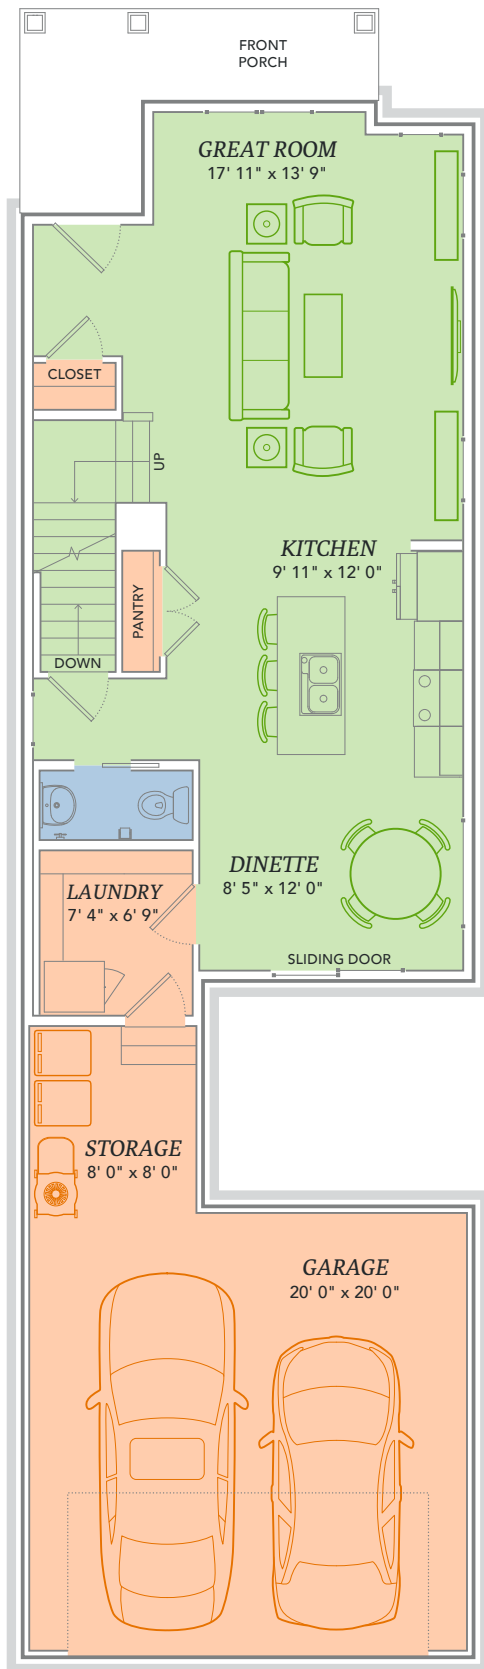 FRONT
PORCH
GREAT ROOM
17' 11" x 13' 9"
CLOSET
UP
KITCHEN
9' 11" x 12' 0"
PANTRY
DOWN
DINETTE
8' 5" x 12' 0"
LAUNDRY
7' 4" x 6' 9"
SLIDING DOOR
STORAGE
8' 0" x 8' 0"
GARAGE
20' 0" x 20' 0"